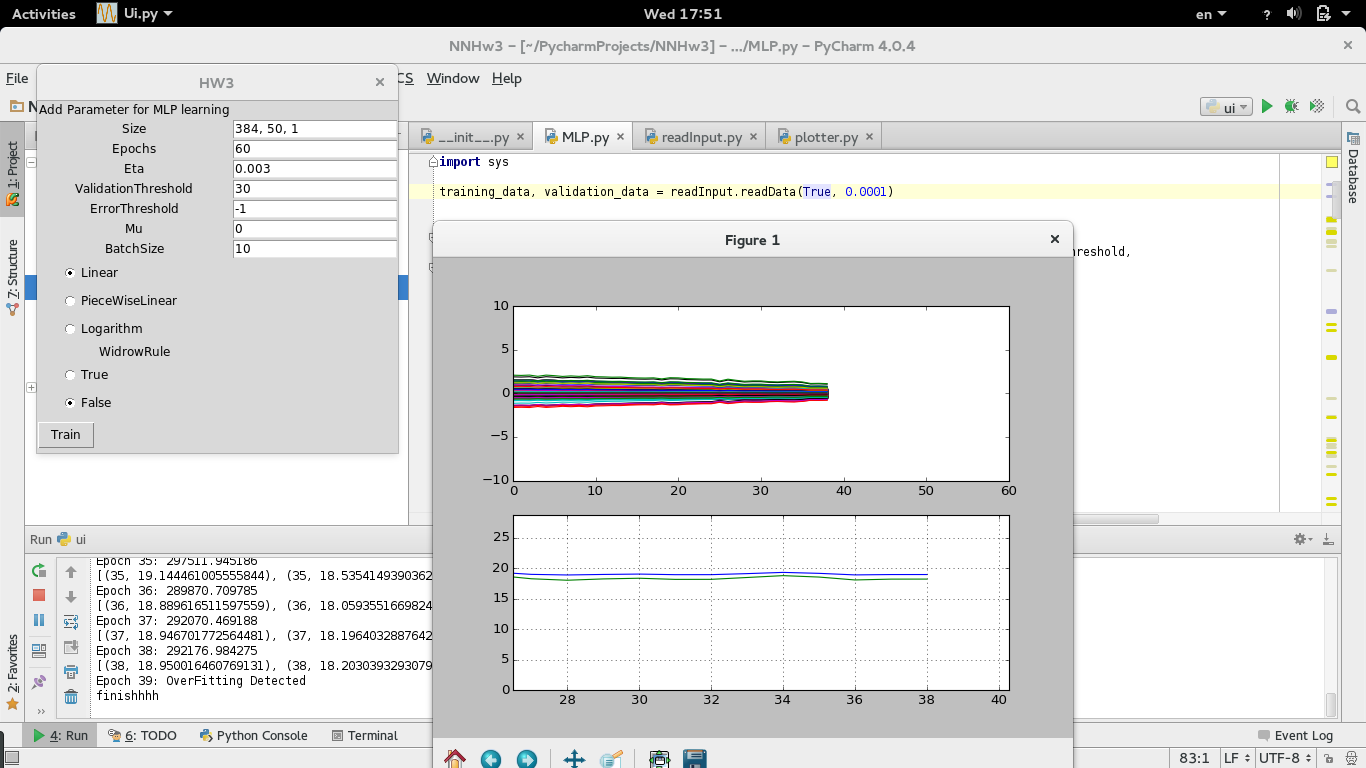 Activities Ui.py Wed 17:51 en ?
NNHw3 – [~/PycharmProjects/NNHw3] – .../MLP.py – PyCharm 4.0.4
File CS Window Help
ui
1: Project
7: Structure
2: Favorites
Database
HW3
Add Parameter for MLP learning
Size 384, 50, 1
Epochs 60
Eta 0.003
ValidationThreshold 30
ErrorThreshold -1
Mu 0
BatchSize 10
Linear
PieceWiseLinear
Logarithm
WidrowRule
True
False
Train
__init__.py MLP.py readInput.py plotter.py
import sys
training_data, validation_data = readInput.readData(True, 0.0001)
Figure 1
10
5
0
−5
−10
0 10 20 30 40 50 60
25
20
15
10
5
0
28 30 32 34 36 38 40
Run ui
Epoch 35: 297511.945186
[(35, 19.144461005555844), (35, 18.5354149390362
Epoch 36: 289870.709785
[(36, 18.889616511597559), (36, 18.0593551669824
Epoch 37: 292070.469188
[(37, 18.946701772564481), (37, 18.1964032887642
Epoch 38: 292176.984275
[(38, 18.950016460769131), (38, 18.2030393293079
Epoch 39: OverFitting Detected
finishhhh
4: Run 6: TODO Python Console Terminal Event Log
83:1 LF UTF-8